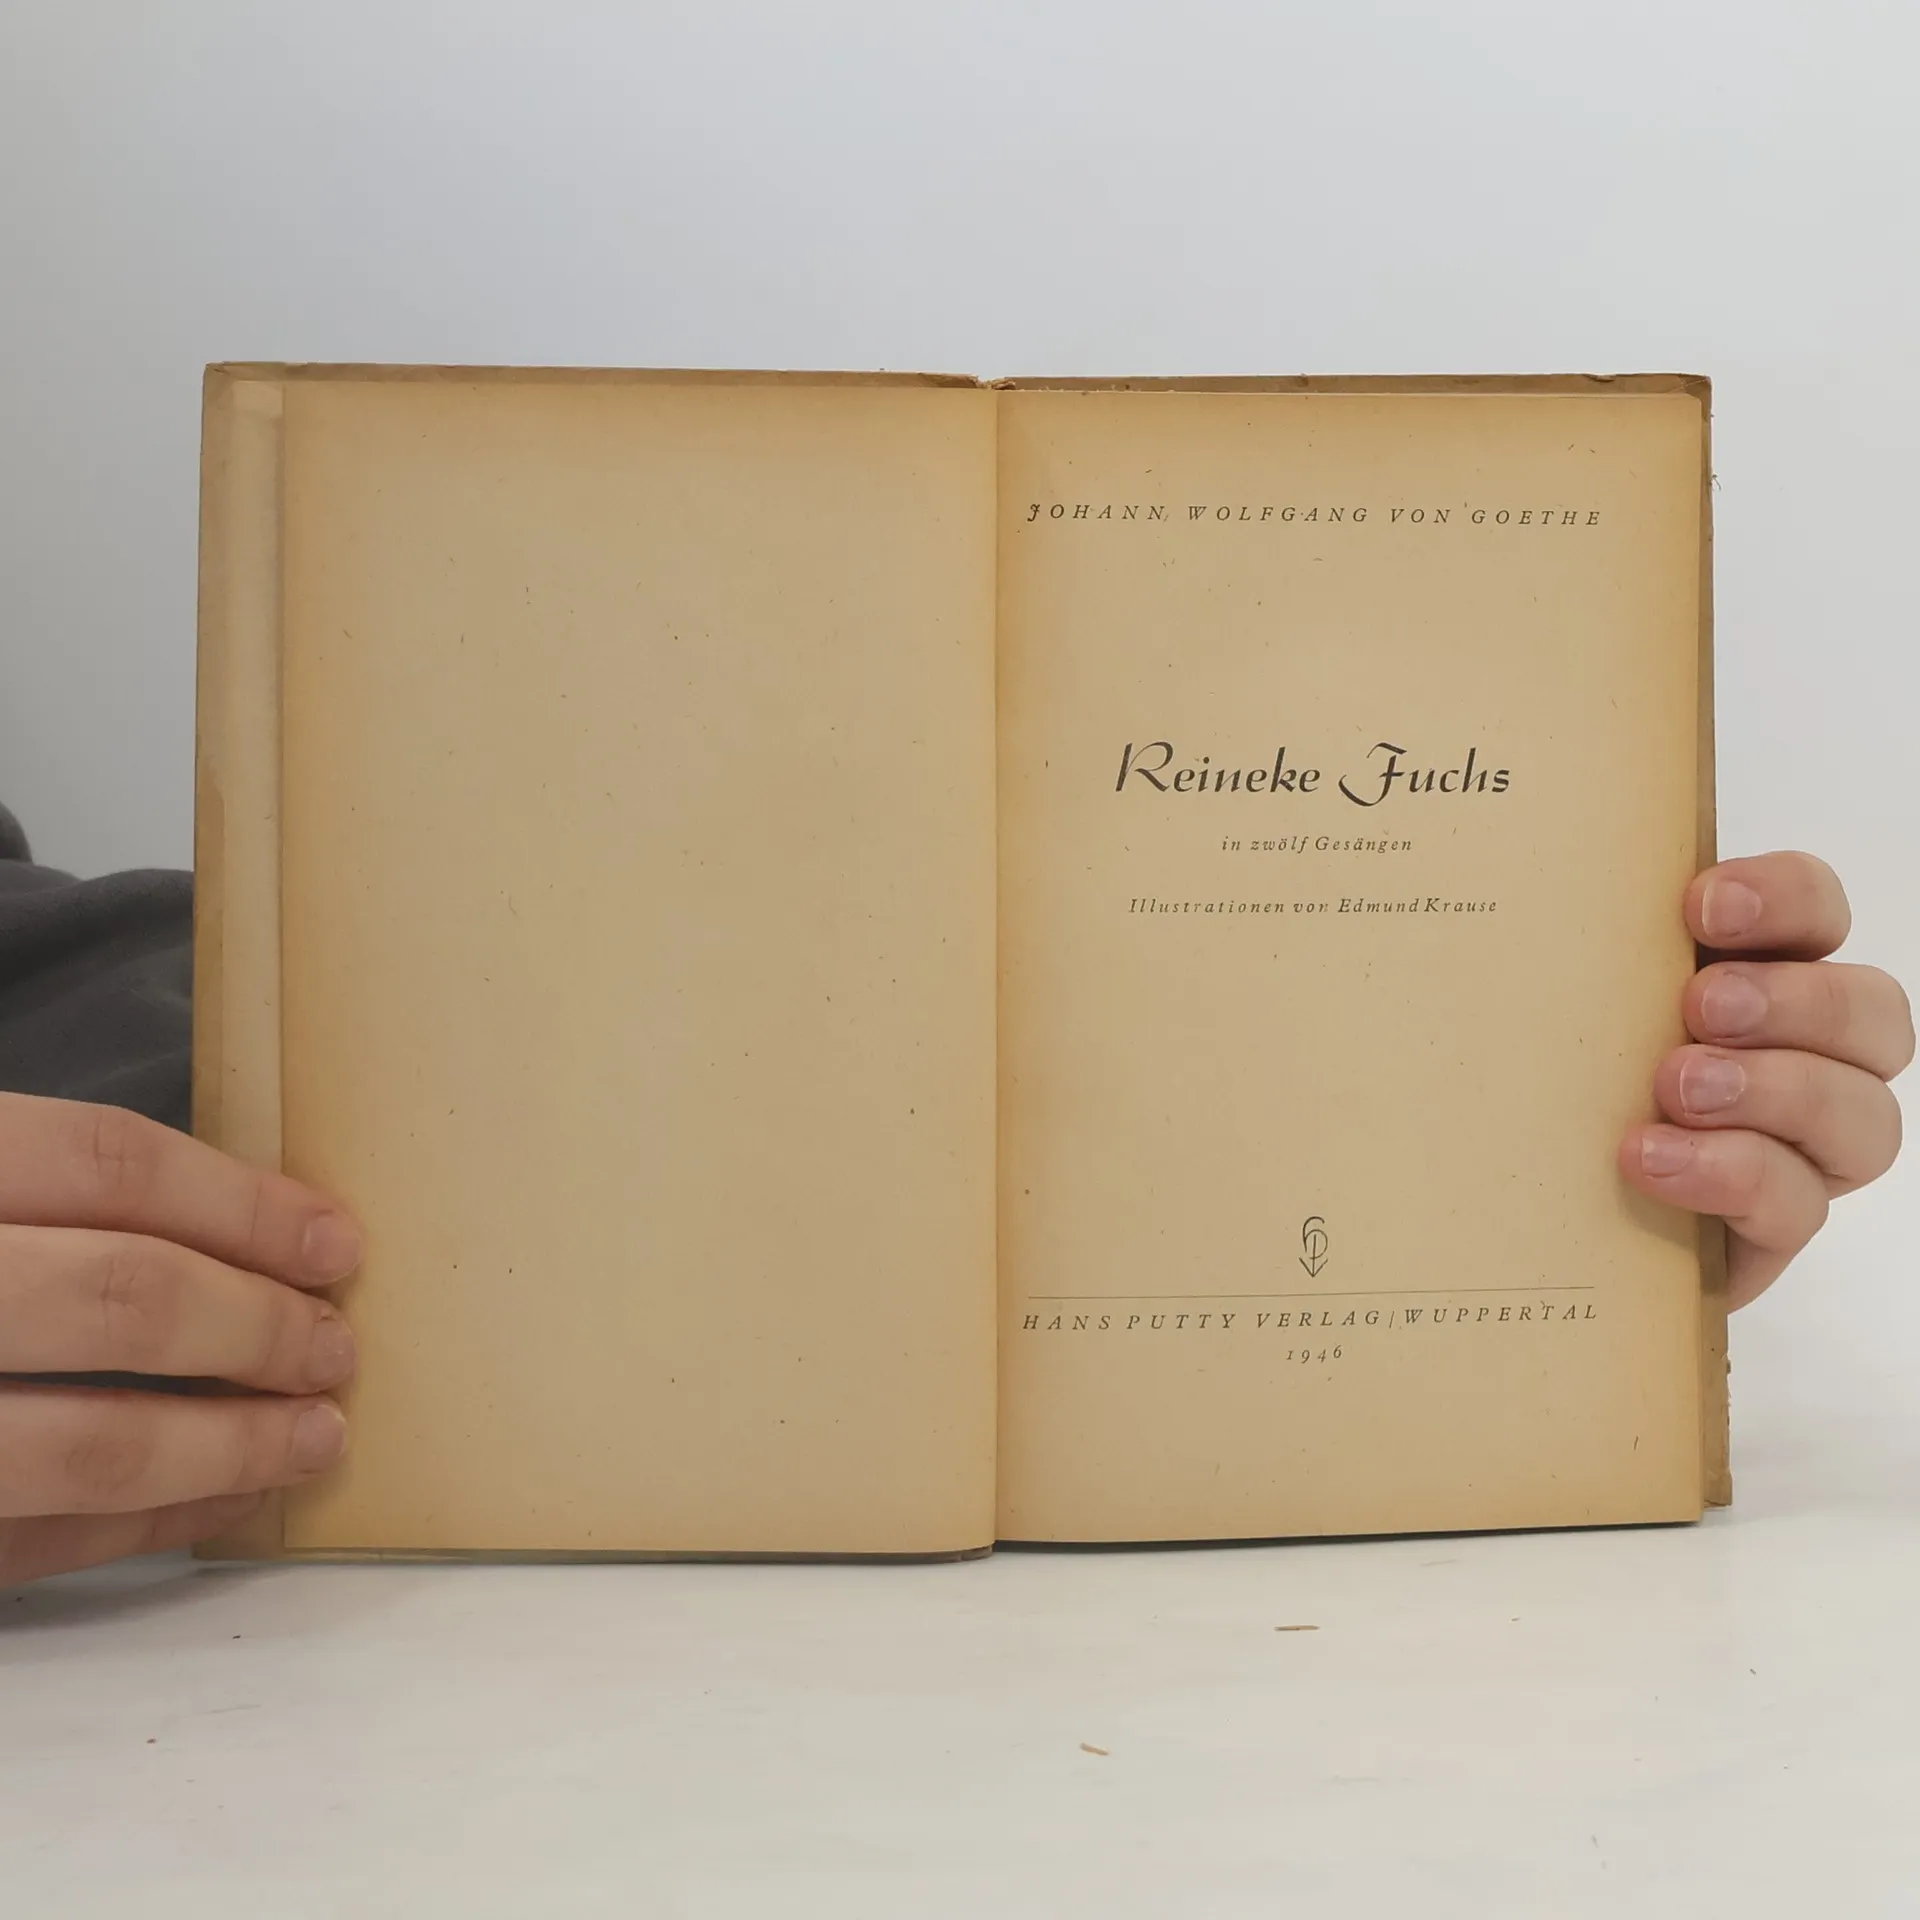 JOHANN WOLFGANG VON GOETHE
Reineke Fuchs
in zwölf Gesängen
Illustrationen von Edmund Krause
HANS PUTTY VERLAG/WUPPERTAL
1946